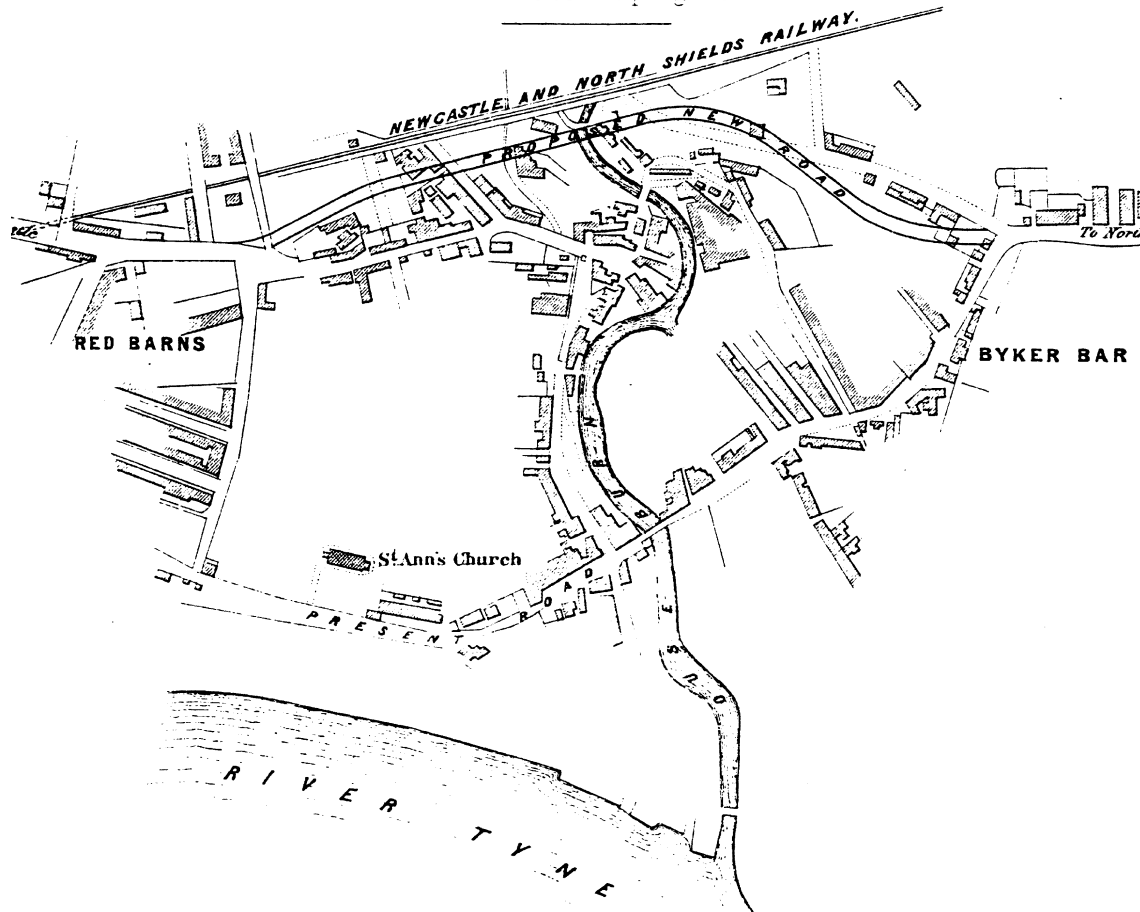 NEWCASTLE AND NORTH SHIELDS RAILWAY.
PROPOSED NEW ROAD
To Nort
RED BARNS
BYKER BAR
OUSE BURN
St. Ann's Church
PRESENT ROAD
RIVER TYNE